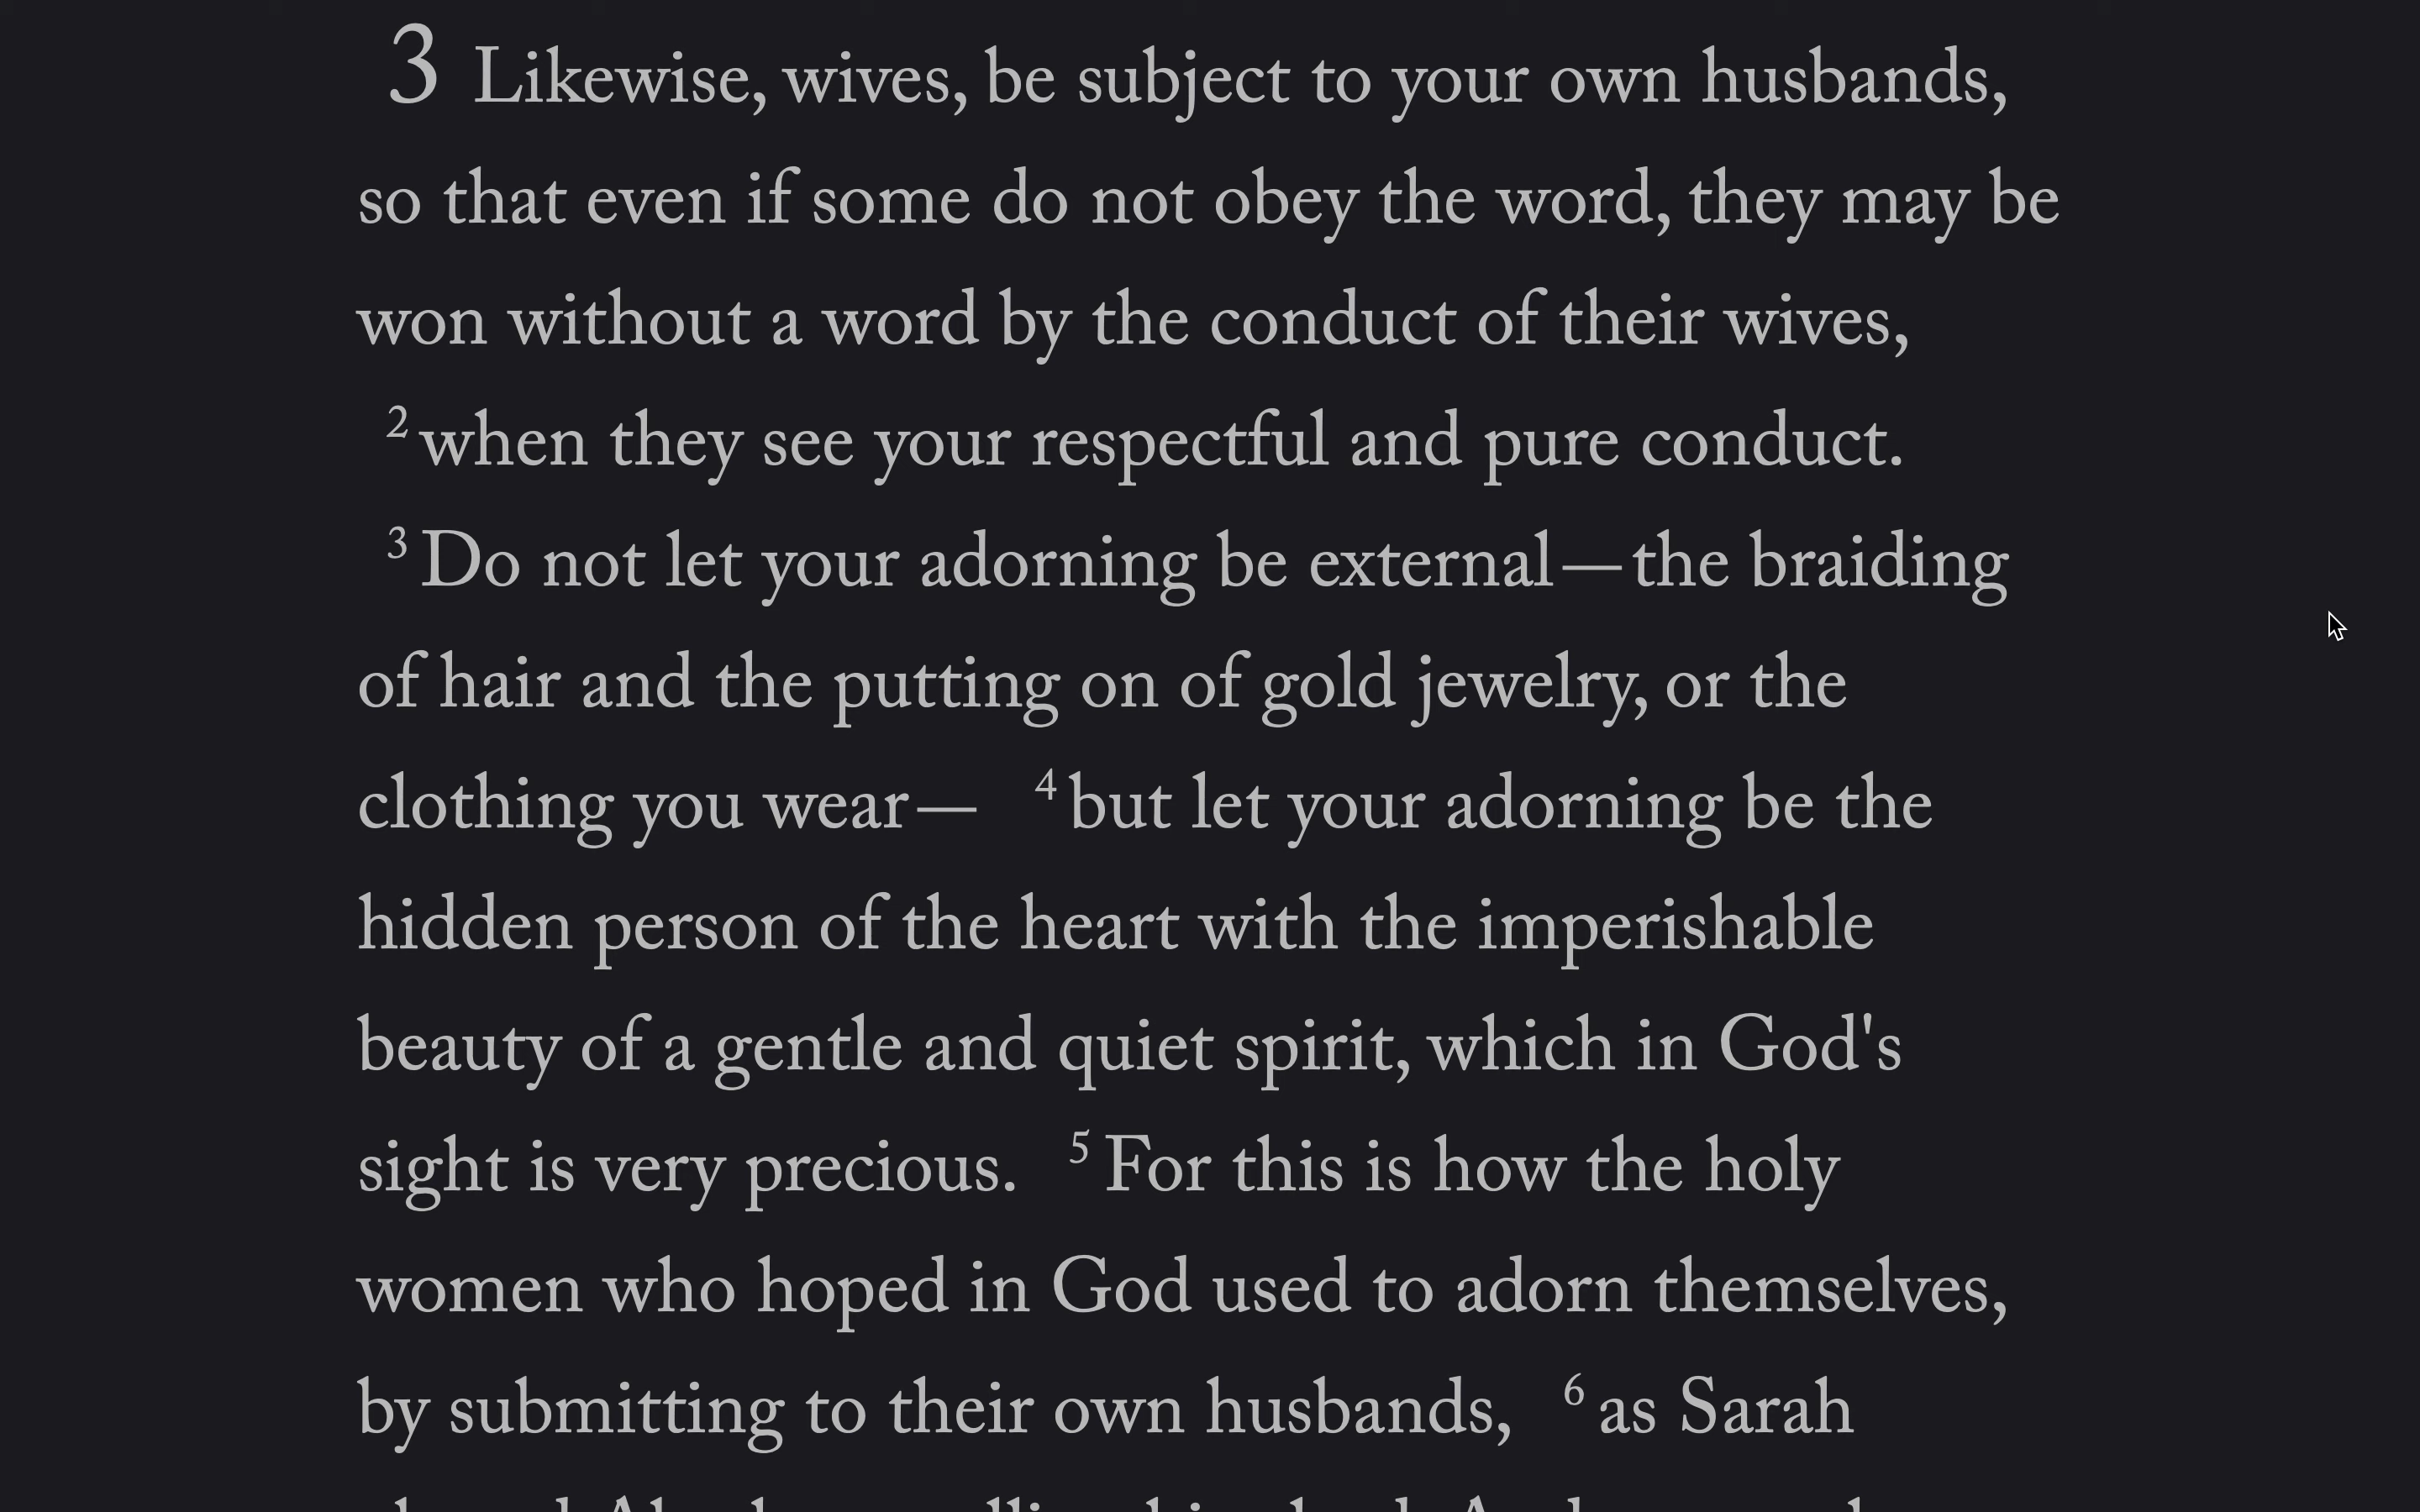 3 Likewise, wives, be subject to your own husbands,
so that even if some do not obey the word, they may be
won without a word by the conduct of their wives,
2 when they see your respectful and pure conduct.
3 Do not let your adorning be external—the braiding
of hair and the putting on of gold jewelry, or the
clothing you wear— 4 but let your adorning be the
hidden person of the heart with the imperishable
beauty of a gentle and quiet spirit, which in God's
sight is very precious. 5 For this is how the holy
women who hoped in God used to adorn themselves,
by submitting to their own husbands, 6 as Sarah